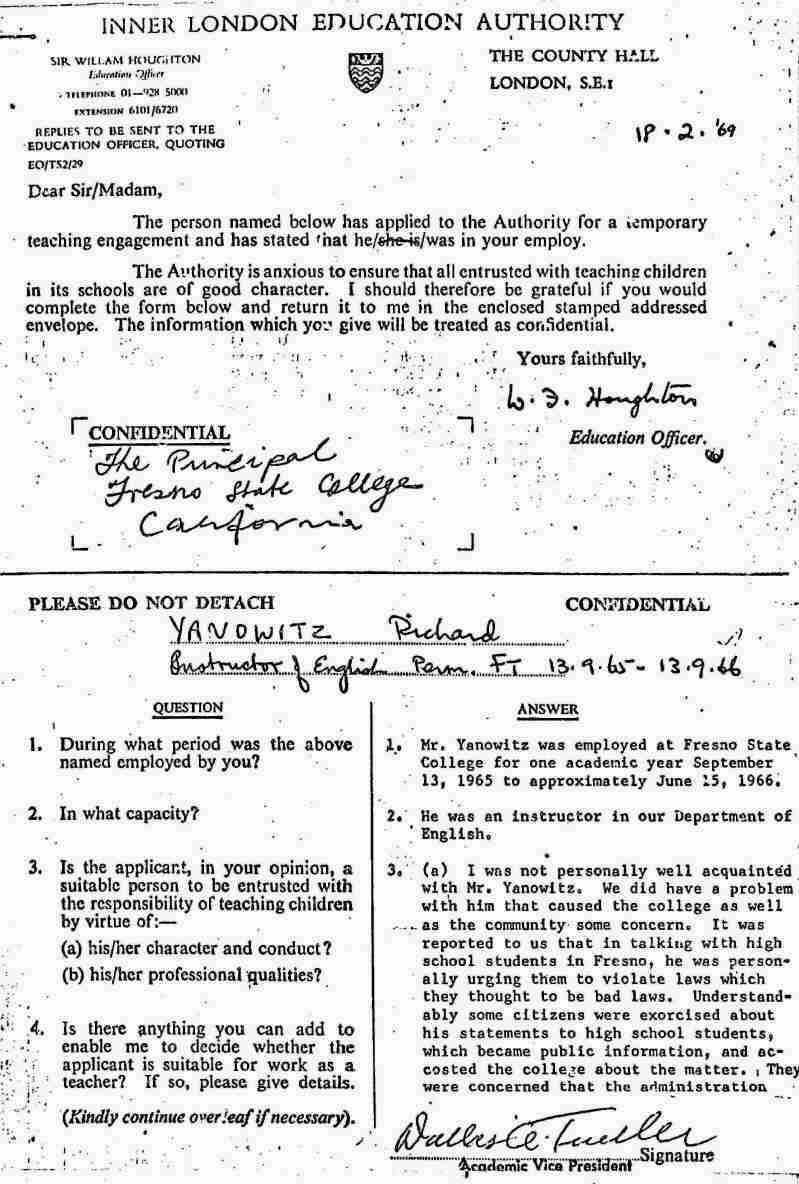 INNER LONDON EDUCATION AUTHORITY
SIR WILLAM HOUGHTON
Education Officer
TELEPHONE 01—928 5000
EXTENSION 6101/6720
REPLIES TO BE SENT TO THE
EDUCATION OFFICER, QUOTING
EO/TS2/29
THE COUNTY HALL
LONDON, S.E.1
18.2.'69
Dear Sir/Madam,
The person named below has applied to the Authority for a temporary
teaching engagement and has stated that he/she is/was in your employ.
The Authority is anxious to ensure that all entrusted with teaching children
in its schools are of good character. I should therefore be grateful if you would
complete the form below and return it to me in the enclosed stamped addressed
envelope. The information which you give will be treated as confidential.
Yours faithfully,
W. F. Houghton
Education Officer.
CONFIDENTIAL
The Principal
Fresno State College
California
PLEASE DO NOT DETACH
CONFIDENTIAL
YANOWITZ Richard
Instructor of English Perm. FT 13.9.65 - 13.9.66
QUESTION
1. During what period was the above
named employed by you?
2. In what capacity?
3. Is the applicant, in your opinion, a
suitable person to be entrusted with
the responsibility of teaching children
by virtue of:—
(a) his/her character and conduct?
(b) his/her professional qualities?
4. Is there anything you can add to
enable me to decide whether the
applicant is suitable for work as a
teacher? If so, please give details.
(Kindly continue overleaf if necessary).
ANSWER
1. Mr. Yanowitz was employed at Fresno State
College for one academic year September
13, 1965 to approximately June 15, 1966.
2. He was an instructor in our Department of
English.
3. (a) I was not personally well acquainted
with Mr. Yanowitz. We did have a problem
with him that caused the college as well
as the community some concern. It was
reported to us that in talking with high
school students in Fresno, he was person-
ally urging them to violate laws which
they thought to be bad laws. Understand-
ably some citizens were exorcised about
his statements to high school students,
which became public information, and ac-
costed the college about the matter. They
were concerned that the administration
Signature
Academic Vice President